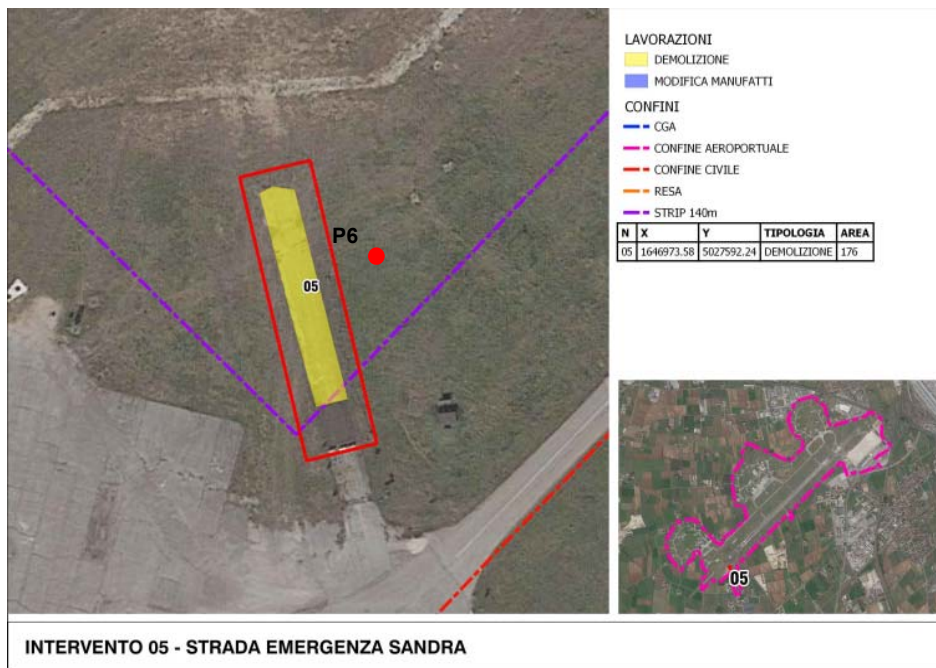 P6
05
LAVORAZIONI
DEMOLIZIONE
MODIFICA MANUFATTI
CONFINI
CGA
CONFINE AEROPORTUALE
CONFINE CIVILE
RESA
STRIP 140m
N X Y TIPOLOGIA AREA
05 1646973.58 5027592.24 DEMOLIZIONE 176
05
INTERVENTO 05 - STRADA EMERGENZA SANDRA